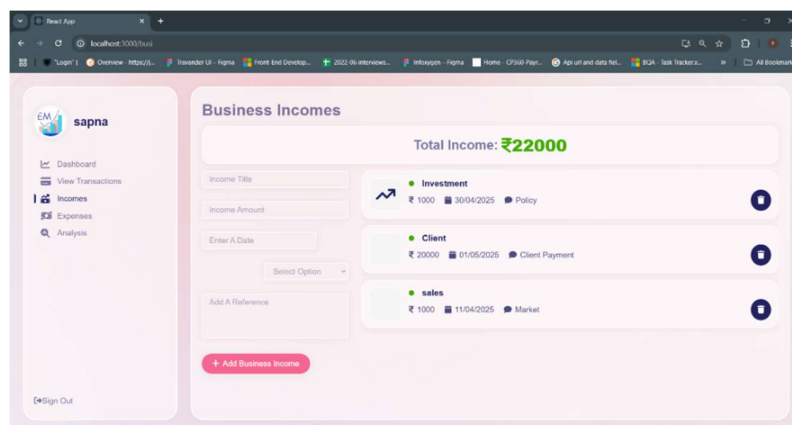 React App
localhost:3000/busi
"Login" | Overview - https://j... Travander UI - Figma Front End Develop... 2022-06 interviews... Infoxygen - Figma Home - CP360-Payr... Api url and data fiel... BQA - Task Tracker.x... » All Bookmark
EM
sapna
Dashboard
View Transactions
Incomes
Expenses
Analysis
Sign Out
Business Incomes
Total Income: ₹22000
Income Title
Income Amount
Enter A Date
Select Option
Add A Reference
+ Add Business Income
Investment
₹ 1000 30/04/2025 Policy
Client
₹ 20000 01/05/2025 Client Payment
sales
₹ 1000 11/04/2025 Market